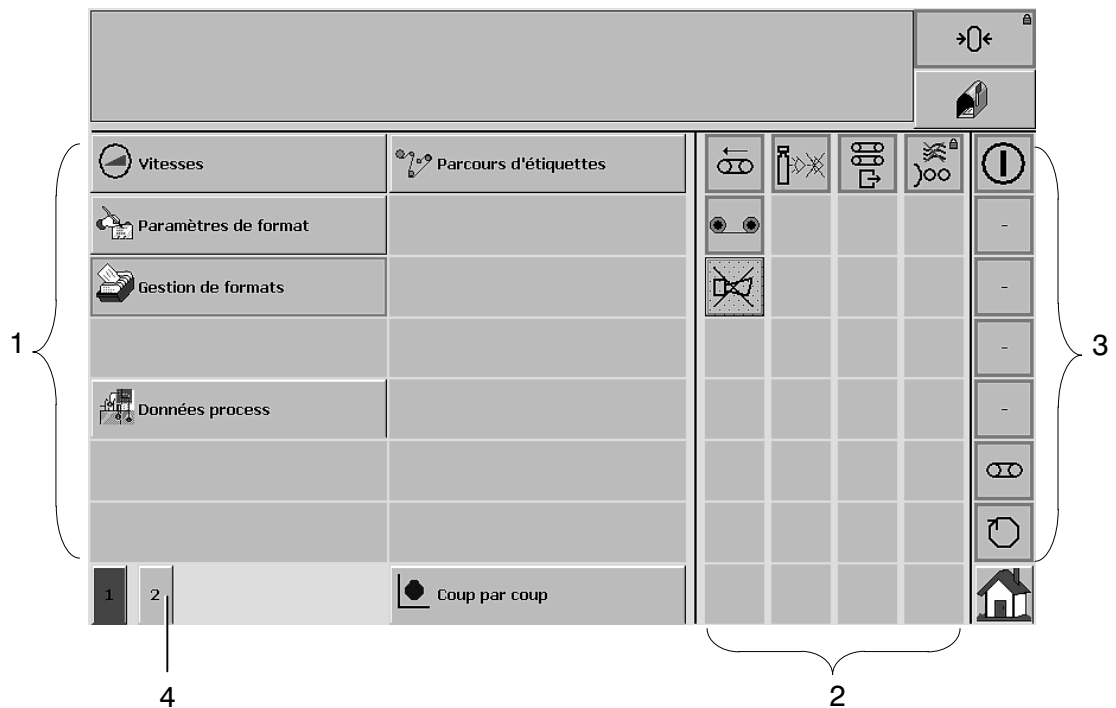 Vitesses
Parcours d'étiquettes
Paramètres de format
-
Gestion de formats
-
1
-
3
Données process
-
1
2
Coup par coup
4
2